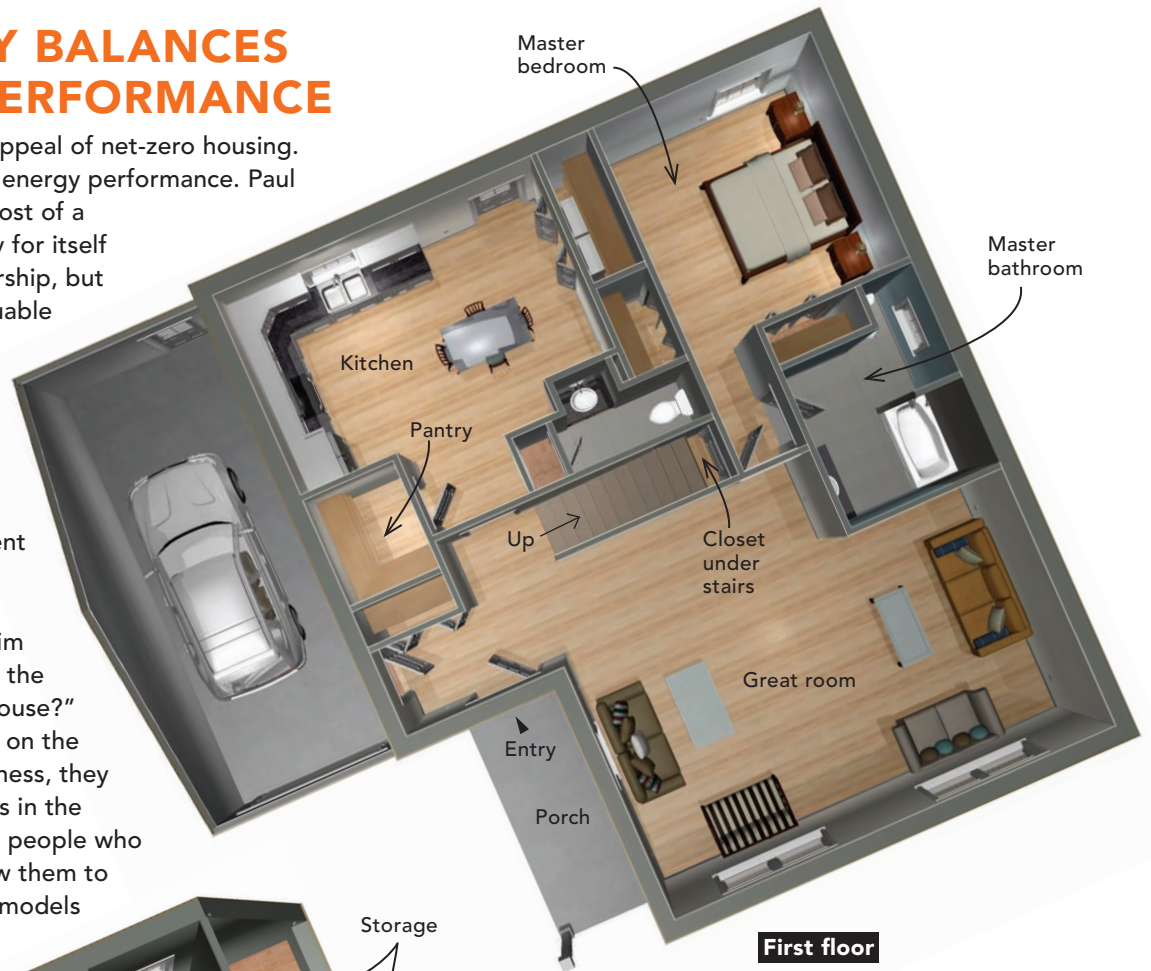 Y BALANCES
ERFORMANCE
ppeal of net-zero housing.
energy performance. Paul
ost of a
y for itself
rship, but
uable
ent
im
the
ouse?"
on the
ness, they
s in the
people who
w them to
models
Master
bedroom
Master
bathroom
Kitchen
Pantry
Up
Closet
under
stairs
Great room
Entry
Porch
Storage
First floor